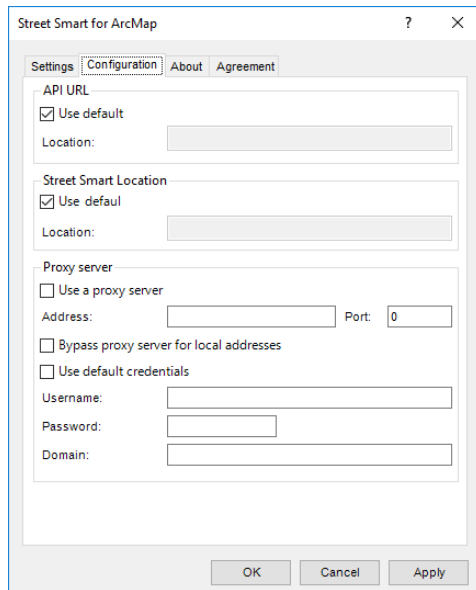 Street Smart for ArcMap ?
Settings Configuration About Agreement
API URL
Use default
Location:
Street Smart Location
Use defaul
Location:
Proxy server
Use a proxy server
Address: Port: 0
Bypass proxy server for local addresses
Use default credentials
Username:
Password:
Domain:
OK Cancel Apply